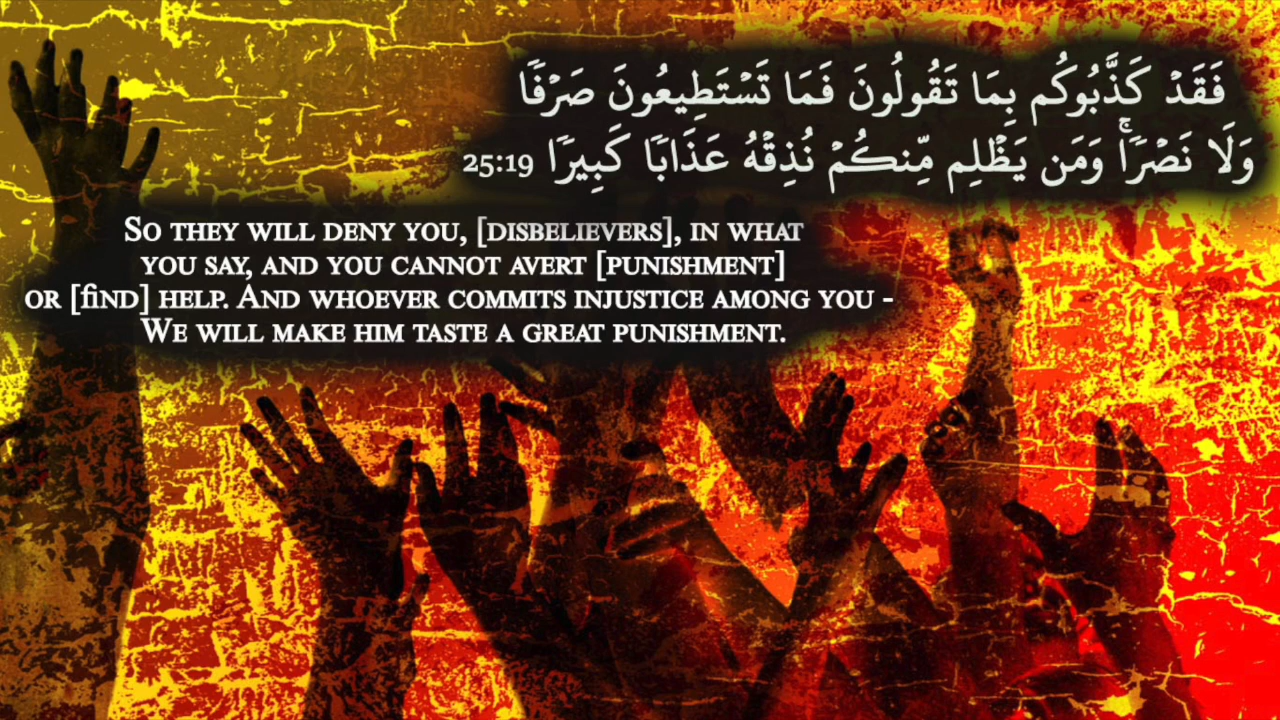 فَقَدْ كَذَّبُوكُم بِمَا تَقُولُونَ فَمَا تَسْتَطِيعُونَ صَرْفًا
وَلَا نَصْرًا ۚ وَمَن يَظْلِم مِّنكُمْ نُذِقْهُ عَذَابًا كَبِيرًا 25:19
So they will deny you, [disbelievers], in what
you say, and you cannot avert [punishment]
or [find] help. And whoever commits injustice among you -
We will make him taste a great punishment.